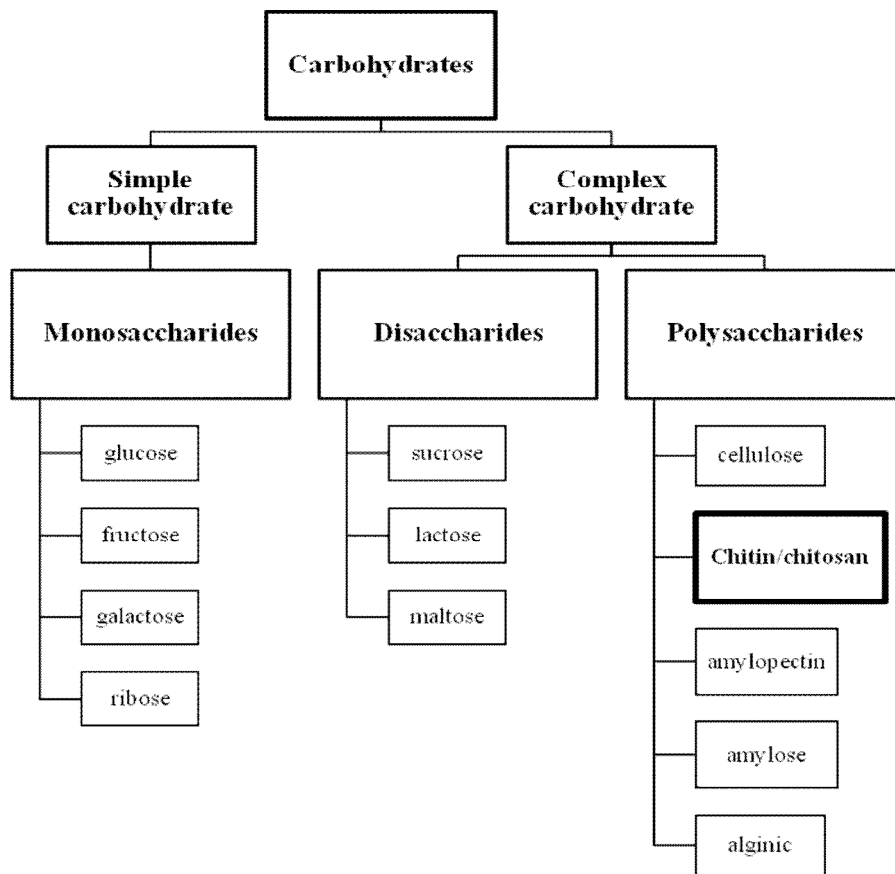 Carbohydrates
Simple
carbohydrate
Complex
carbohydrate
Monosaccharides
Disaccharides
Polysaccharides
glucose
fructose
galactose
ribose
sucrose
lactose
maltose
cellulose
Chitin/chitosan
amylopectin
amylose
alginic